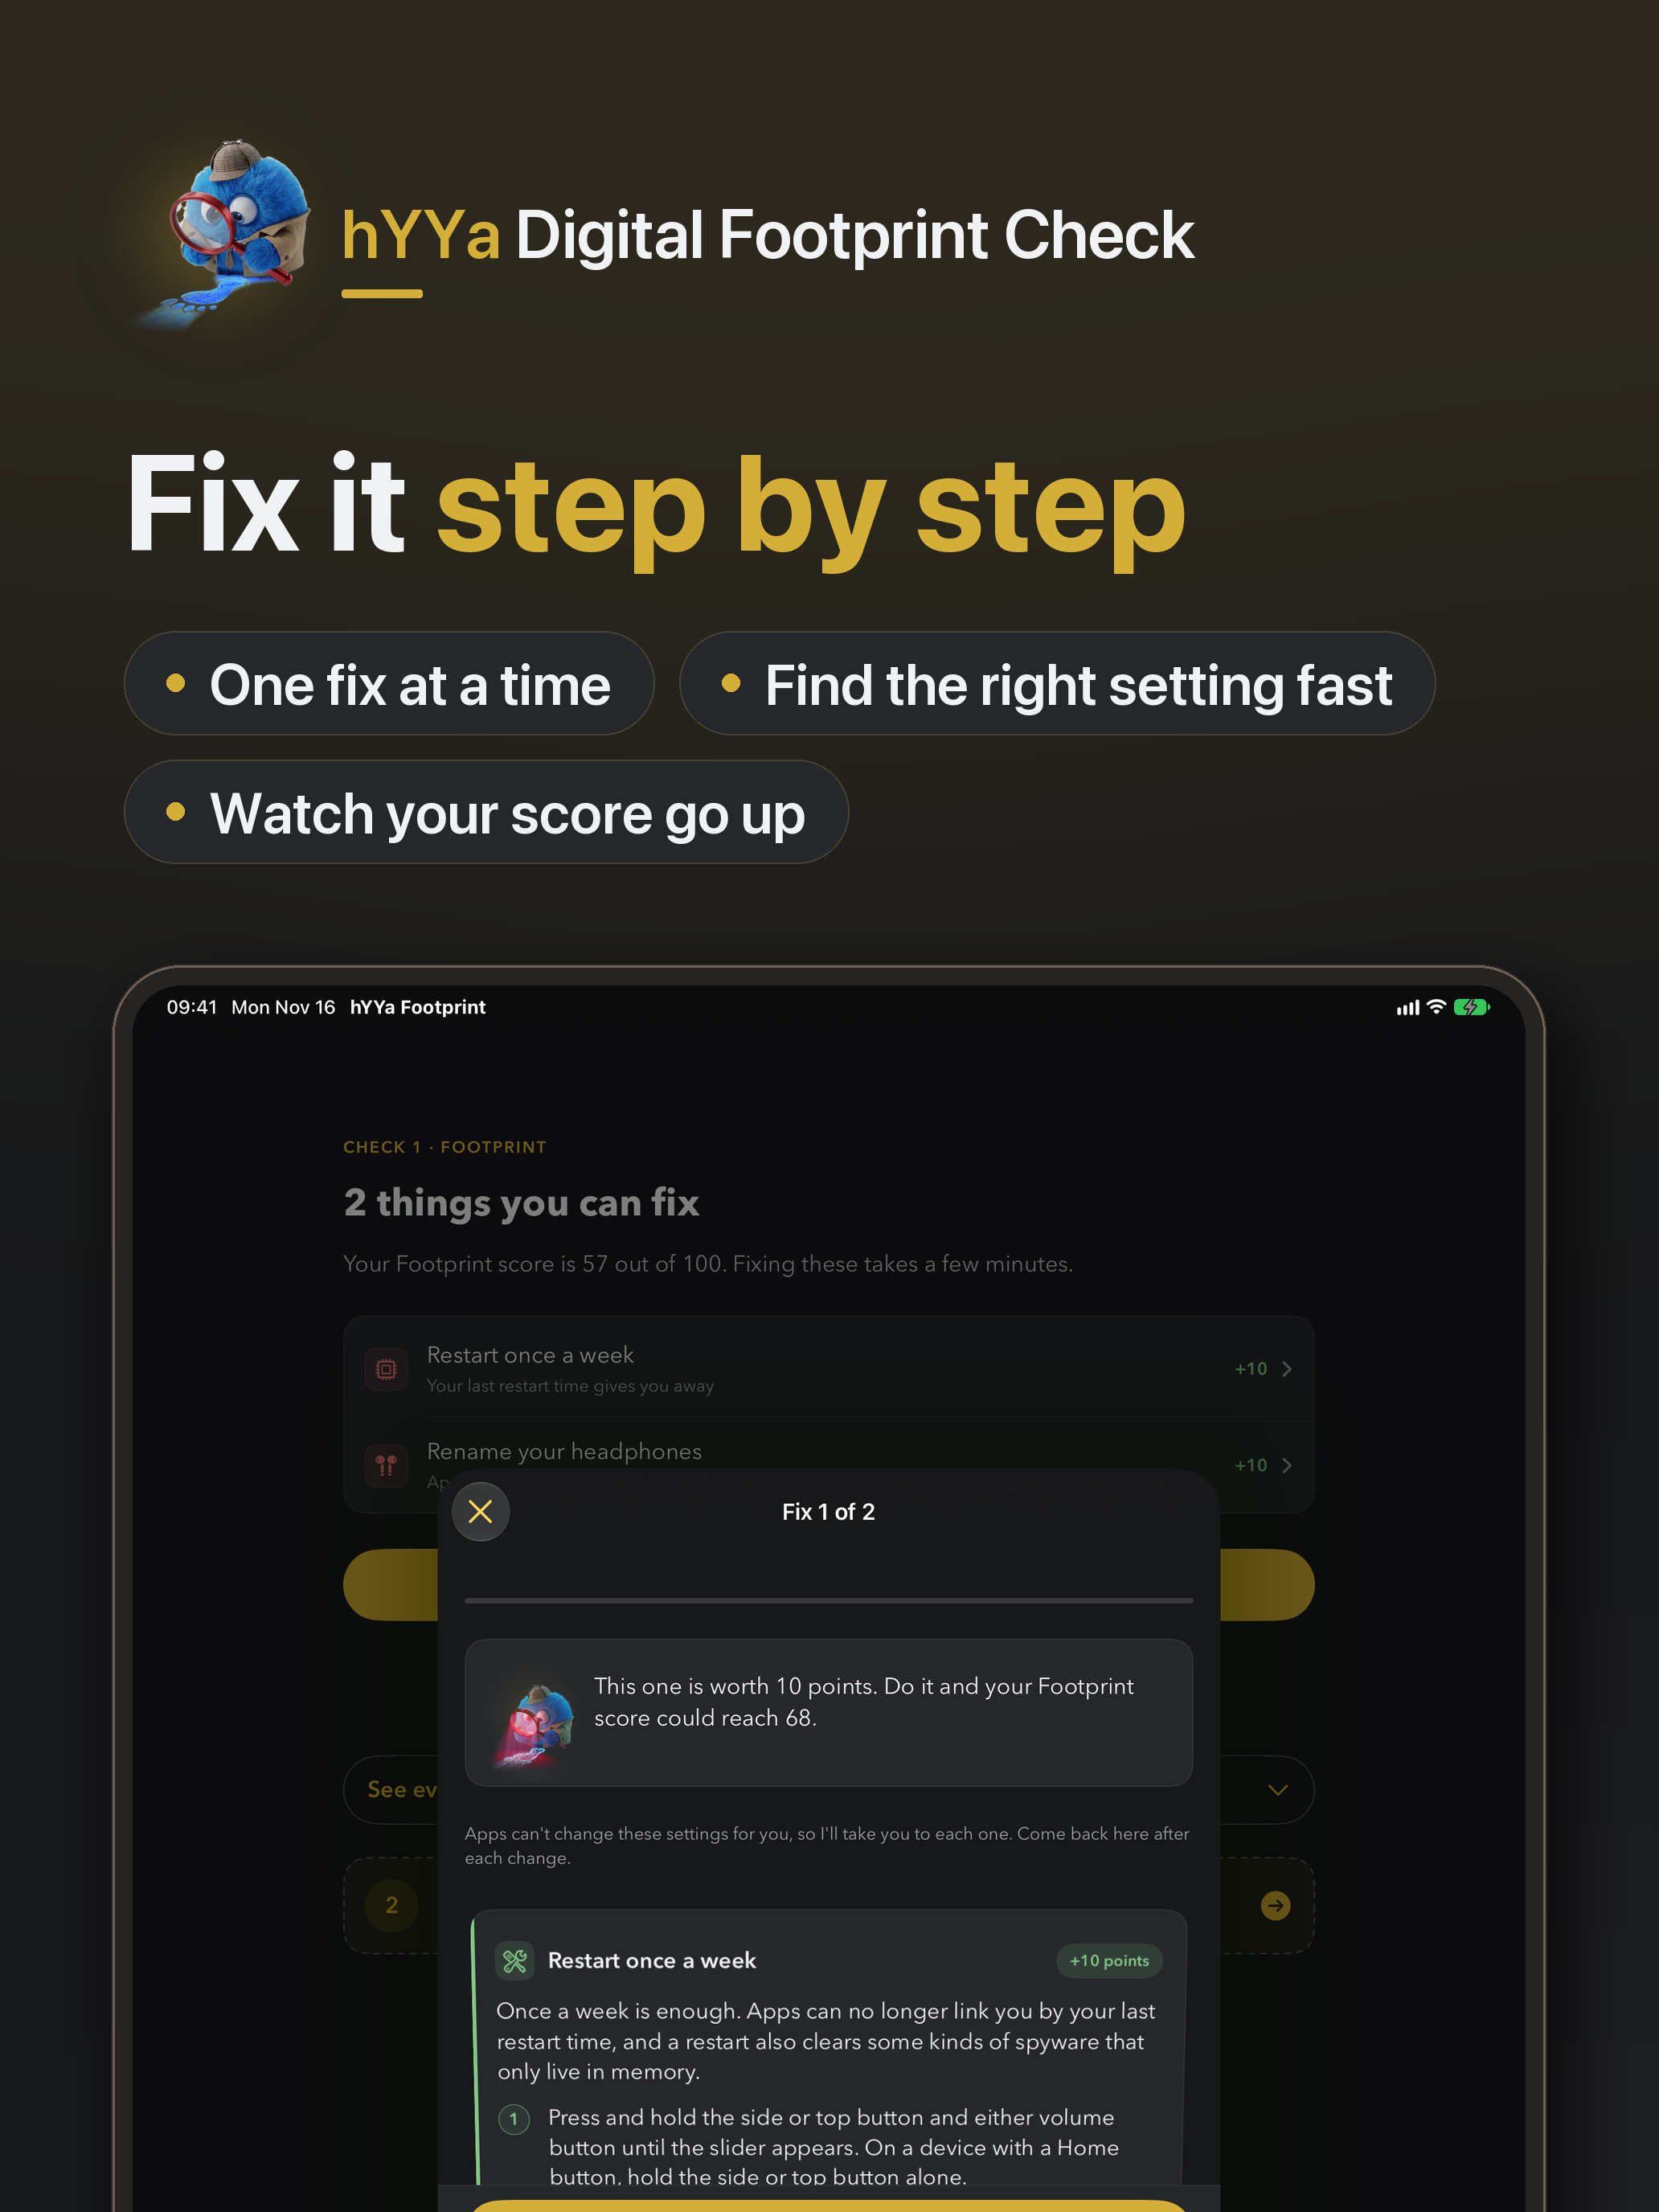 hYYa Digital Footprint Check
Fix it step by step
One fix at a time
Find the right setting fast
Watch your score go up
09:41 Mon Nov 16 hYYa Footprint
CHECK 1 · FOOTPRINT
2 things you can fix
Your Footprint score is 57 out of 100. Fixing these takes a few minutes.
Restart once a week
Your last restart time gives you away
+10
Rename your headphones
+10
Fix 1 of 2
This one is worth 10 points. Do it and your Footprint
score could reach 68.
See
Apps can't change these settings for you, so I'll take you to each one. Come back here after
each change.
2
Restart once a week
+10 points
Once a week is enough. Apps can no longer link you by your last
restart time, and a restart also clears some kinds of spyware that
only live in memory.
1
Press and hold the side or top button and either volume
button until the slider appears. On a device with a Home
button, hold the side or top button alone.